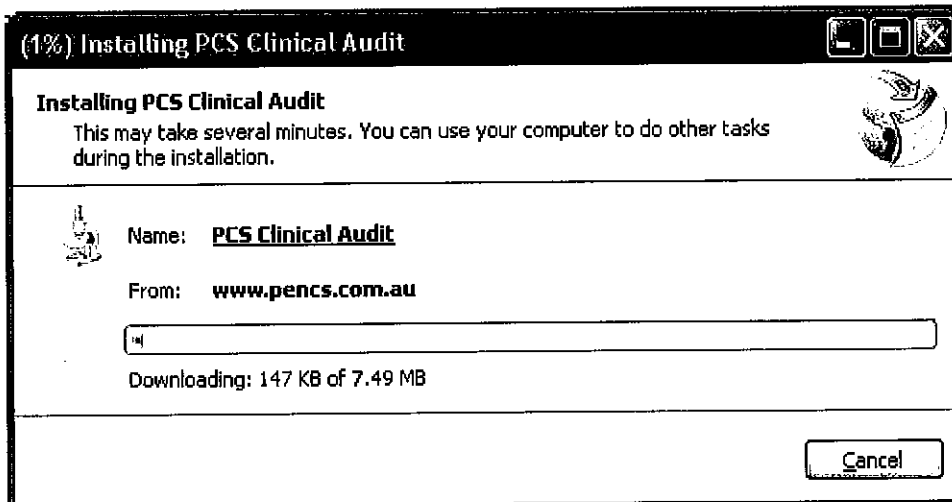 (1%) Installing PCS Clinical Audit
Installing PCS Clinical Audit
This may take several minutes. You can use your computer to do other tasks
during the installation.
Name: PCS Clinical Audit
From: www.pencs.com.au
Downloading: 147 KB of 7.49 MB
Cancel